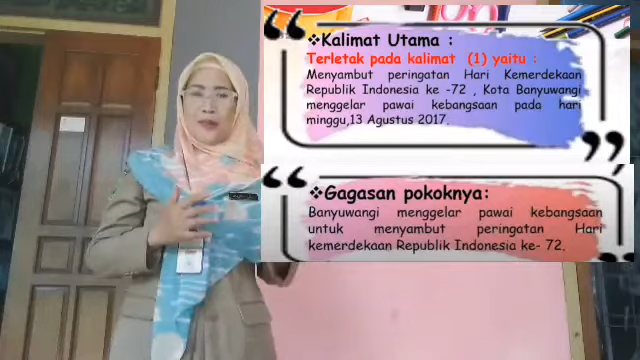 ❖Kalimat Utama :
Terletak pada kalimat (1) yaitu :
Menyambut peringatan Hari Kemerdekaan
Republik Indonesia ke -72 , Kota Banyuwangi
menggelar pawai kebangsaan pada hari
minggu,13 Agustus 2017.
❖Gagasan pokoknya:
Banyuwangi menggelar pawai kebangsaan
untuk menyambut peringatan Hari
kemerdekaan Republik Indonesia ke- 72.